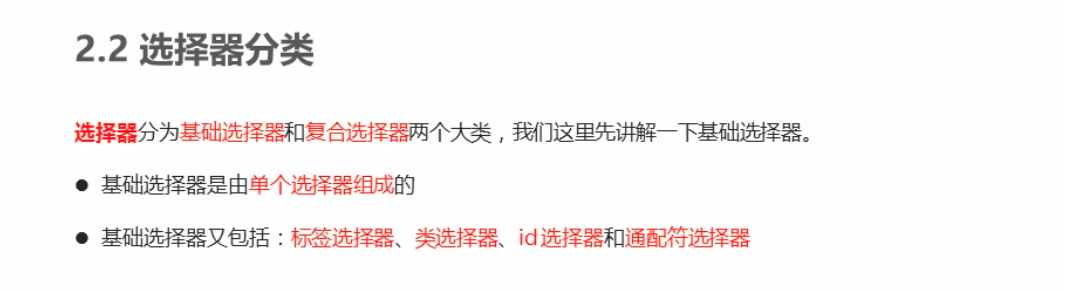 2.2 选择器分类
选择器分为基础选择器和复合选择器两个大类，我们这里先讲解一下基础选择器。
● 基础选择器是由单个选择器组成的
● 基础选择器又包括：标签选择器、类选择器、id 选择器和通配符选择器